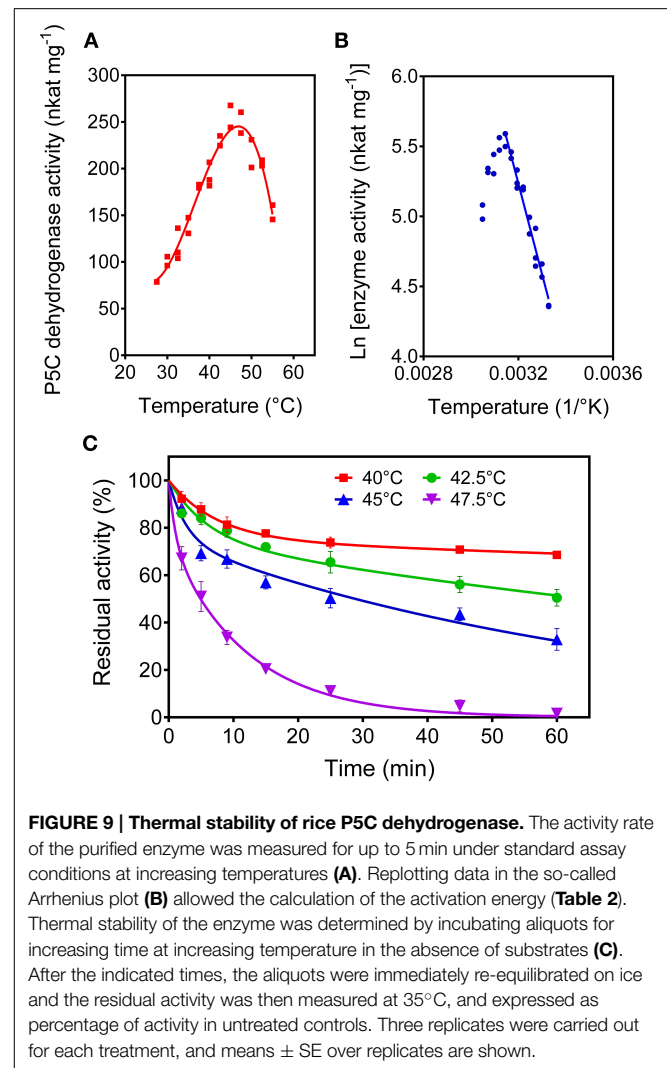 A
P5C dehydrogenase activity (nkat mg⁻¹)
300
250
200
150
100
50
0
20 30 40 50 60
Temperature (°C)
B
Ln [enzyme activity (nkat mg⁻¹)]
6.0
5.5
5.0
4.5
4.0
0.0028 0.0032 0.0036
Temperature (1/°K)
C
Residual activity (%)
100
80
60
40
20
0
40°C 42.5°C
45°C 47.5°C
0 10 20 30 40 50 60
Time (min)
FIGURE 9 | Thermal stability of rice P5C dehydrogenase. The activity rate
of the purified enzyme was measured for up to 5 min under standard assay
conditions at increasing temperatures (A). Replotting data in the so-called
Arrhenius plot (B) allowed the calculation of the activation energy (Table 2).
Thermal stability of the enzyme was determined by incubating aliquots for
increasing time at increasing temperature in the absence of substrates (C).
After the indicated times, the aliquots were immediately re-equilibrated on ice
and the residual activity was then measured at 35°C, and expressed as
percentage of activity in untreated controls. Three replicates were carried out
for each treatment, and means ± SE over replicates are shown.